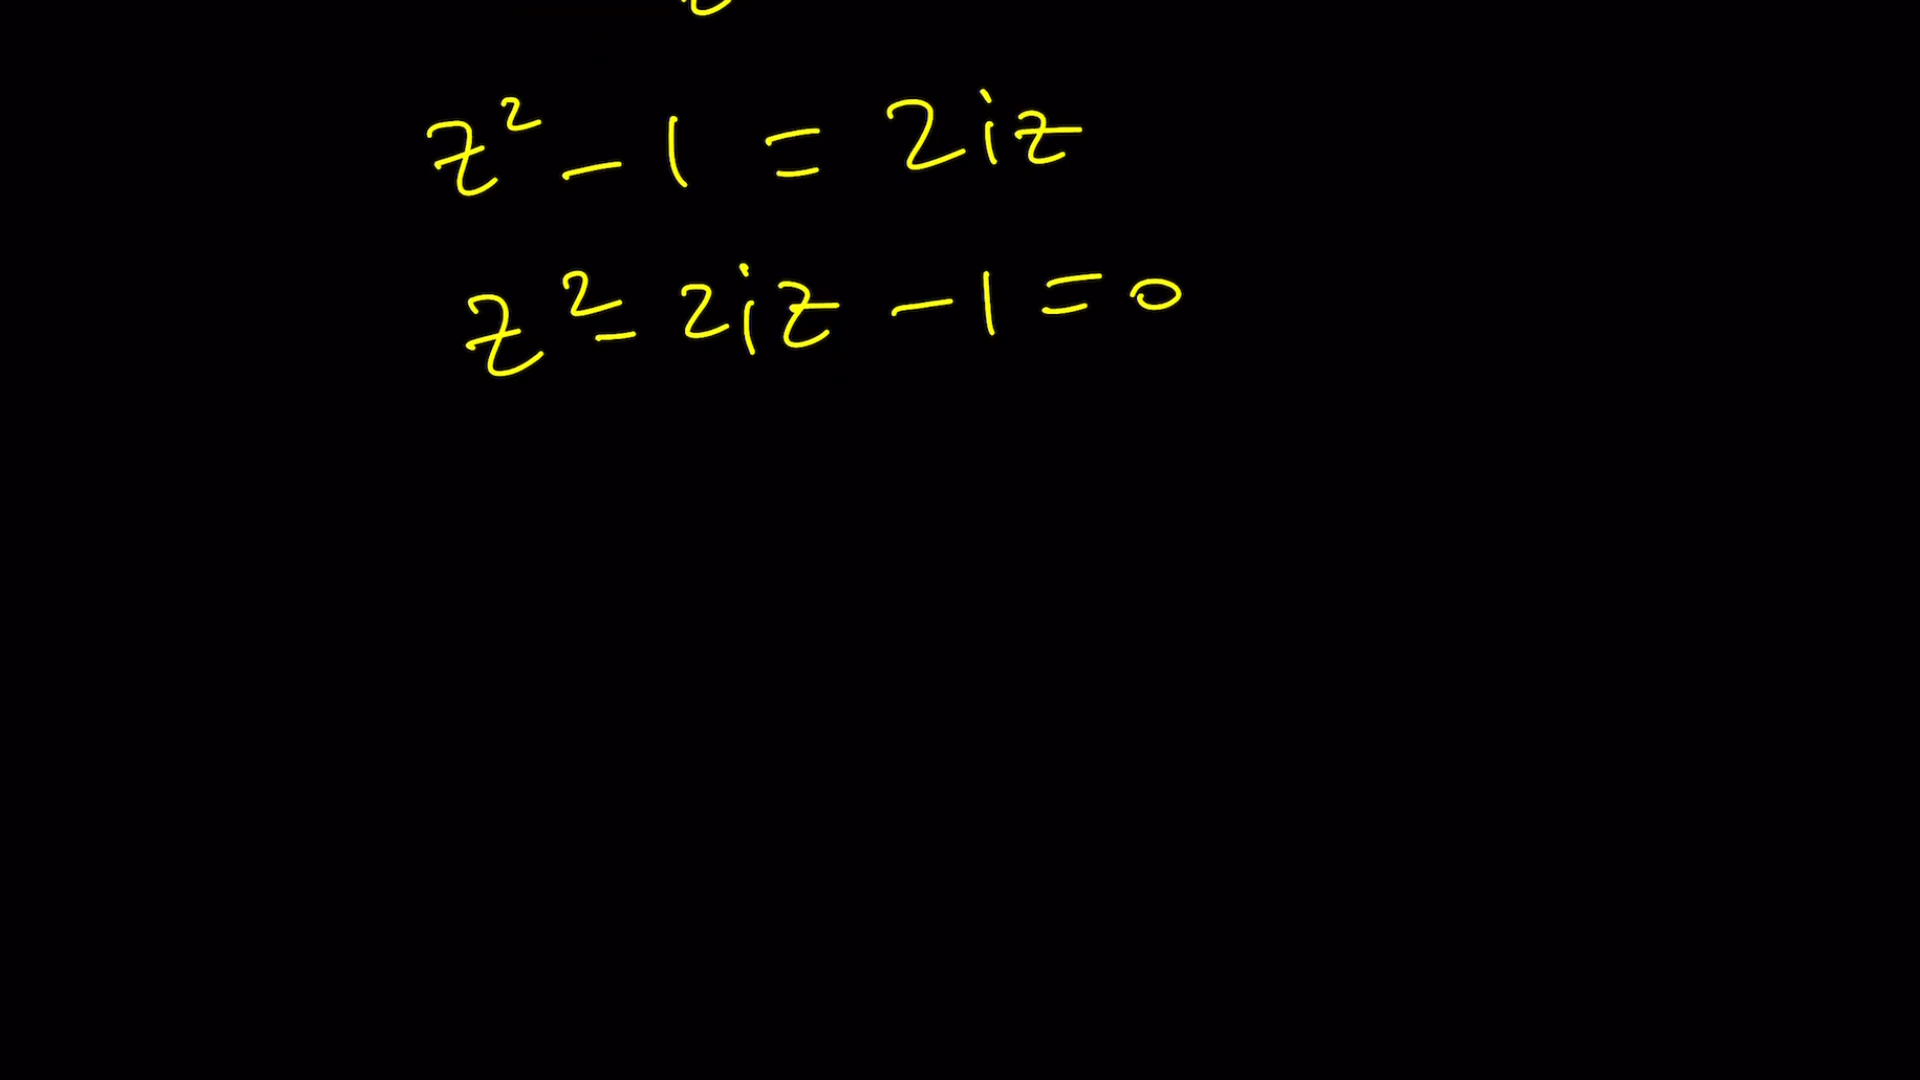 z² - 1 = 2iz
z² - 2iz - 1 = 0